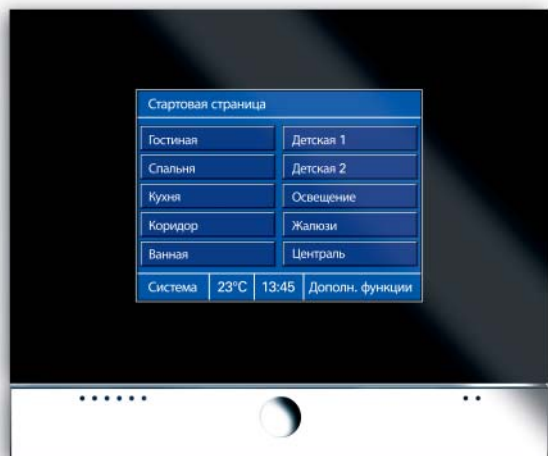 Стартовая страница
Гостиная Детская 1
Спальня Детская 2
Кухня Освещение
Коридор Жалюзи
Ванная Централь
Система 23°C 13:45 Дополн. функции